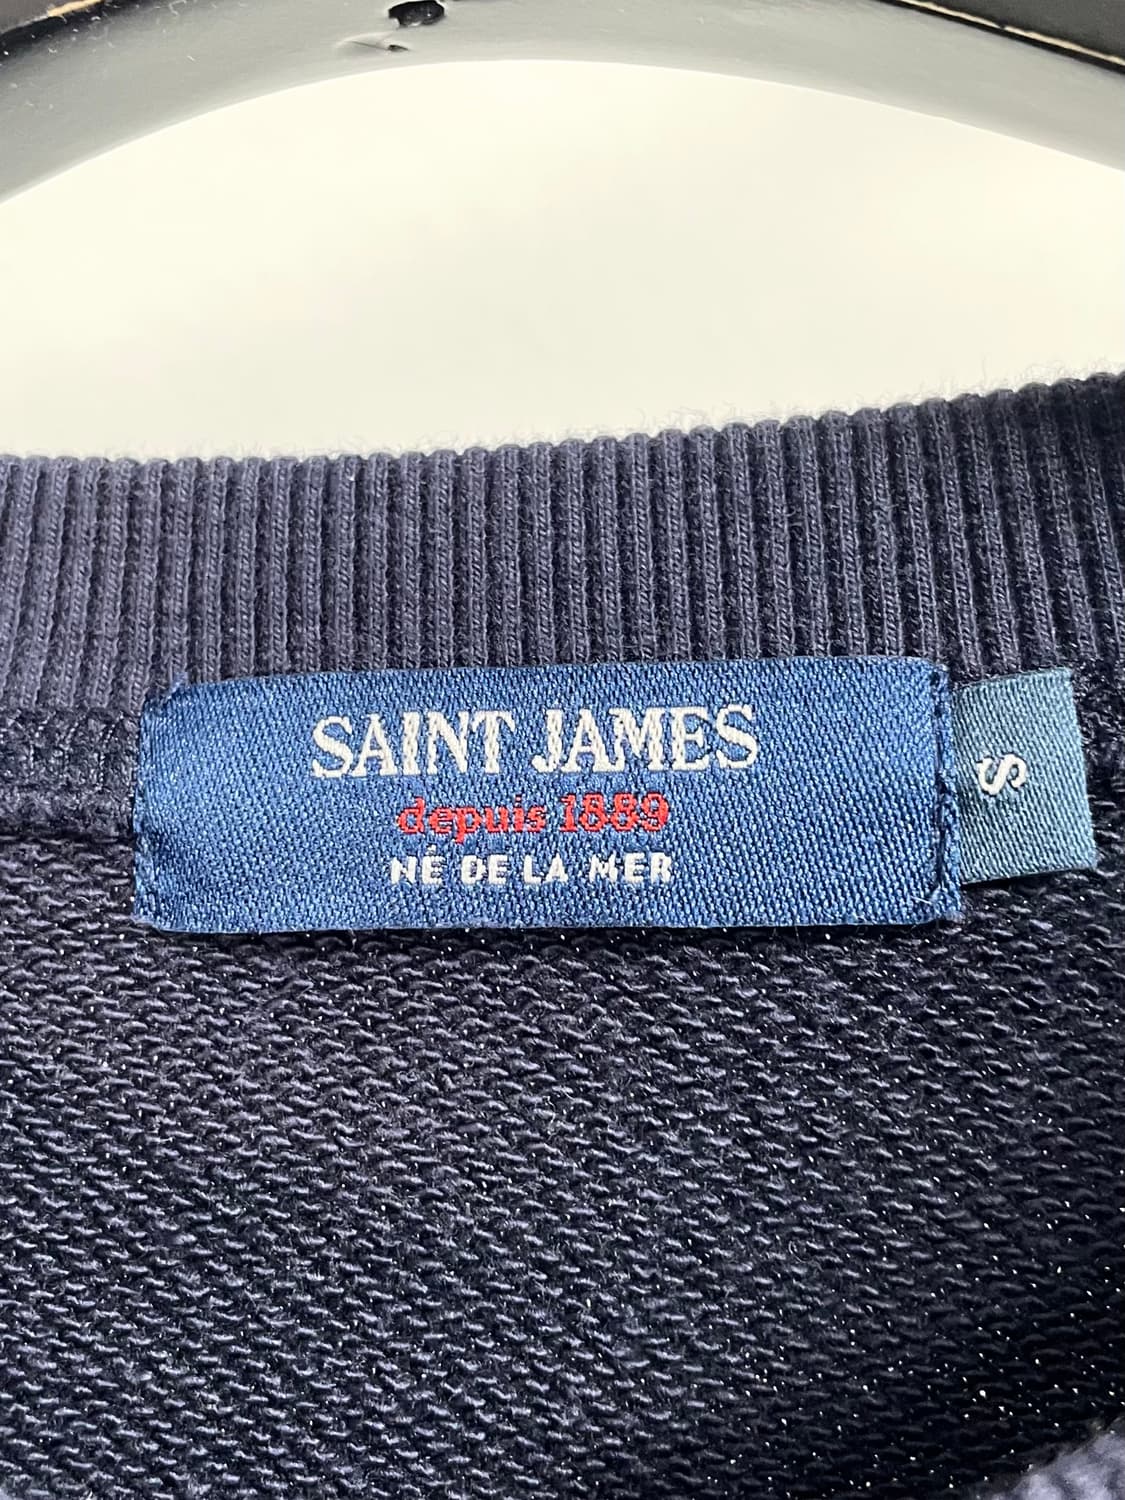 SAINT JAMES
depuis 1889
NÉ DE LA MER
S